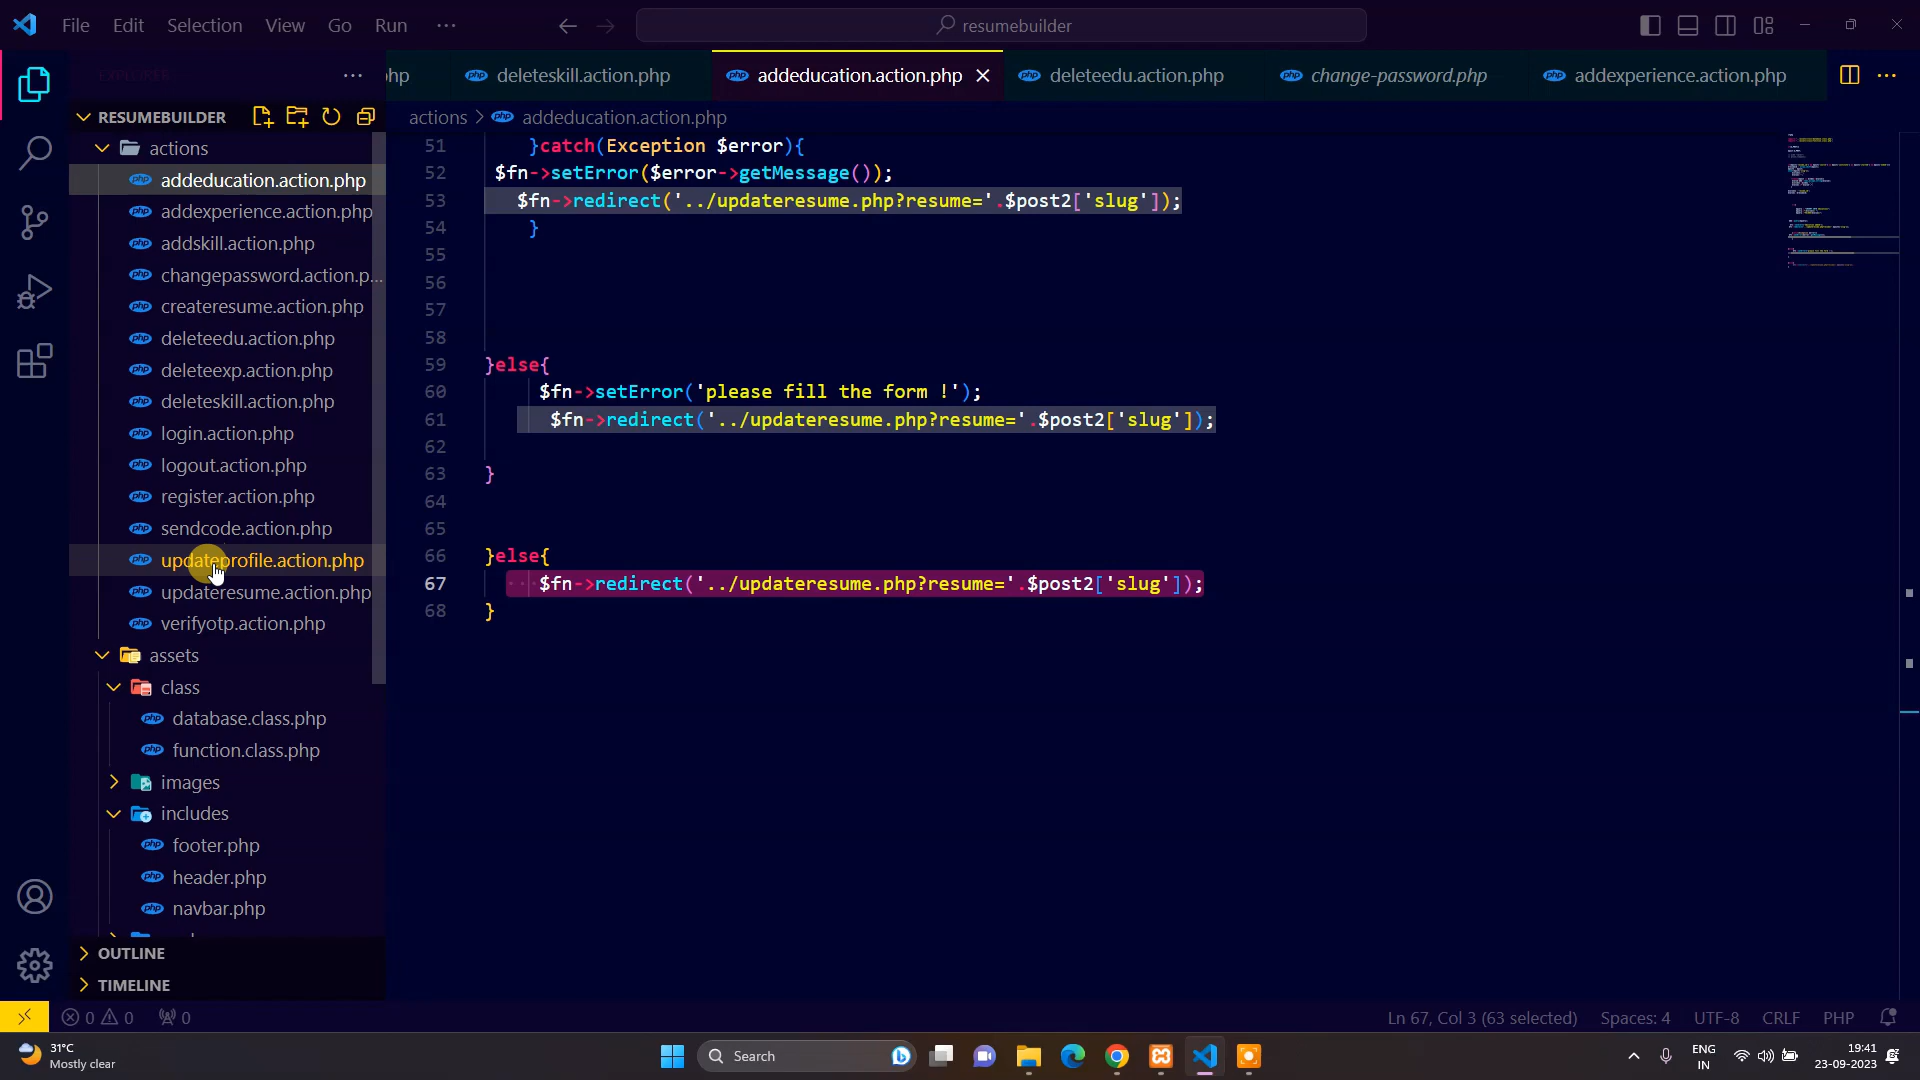 File Edit Selection View Go Run ··· resumebuilder
hp deleteskill.action.php addeducation.action.php deleteedu.action.php change-password.php addexperience.action.php
EXPLORER
RESUMEBUILDER
actions
addeducation.action.php
addexperience.action.php
addskill.action.php
changepassword.action.p...
createresume.action.php
deleteedu.action.php
deleteexp.action.php
deleteskill.action.php
login.action.php
logout.action.php
register.action.php
sendcode.action.php
updateprofile.action.php
updateresume.action.php
verifyotp.action.php
assets
class
database.class.php
function.class.php
images
includes
footer.php
header.php
navbar.php
OUTLINE
TIMELINE
actions > addeducation.action.php
51 }catch(Exception $error){
52 $fn->setError($error->getMessage());
53 $fn->redirect('../updateresume.php?resume='.$post2['slug']);
54 }
55
56
57
58
59 }else{
60 $fn->setError('please fill the form !');
61 $fn->redirect('../updateresume.php?resume='.$post2['slug']);
62
63 }
64
65
66 }else{
67 $fn->redirect('../updateresume.php?resume='.$post2['slug']);
68 }
0 0 0 Ln 67, Col 3 (63 selected) Spaces: 4 UTF-8 CRLF PHP
31°C
Mostly clear
Search
ENG
IN
19:41
23-09-2023